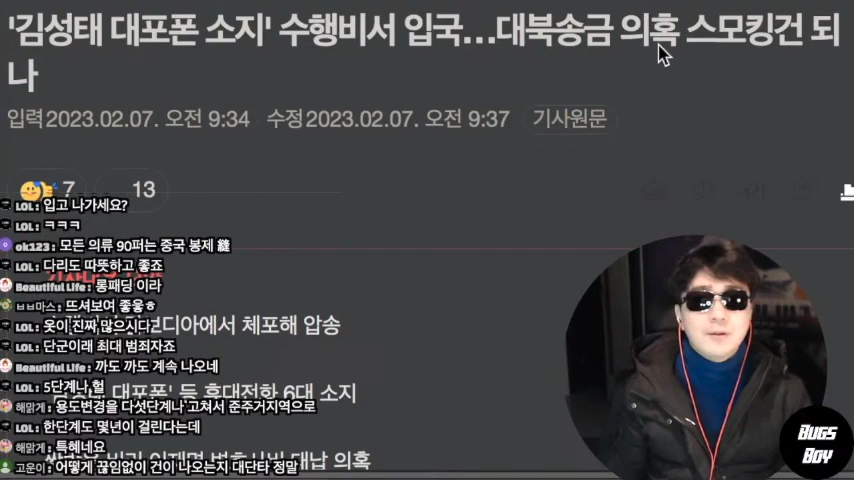 '김성태 대포폰 소지' 수행비서 입국…대북송금 의혹 스모킹건 되
나
입력 2023.02.07. 오전 9:34 수정 2023.02.07. 오전 9:37 기사원문
7 13
LOL : 입고 나가세요?
LOL : ㅋㅋㅋ
ok123 : 모든 의류 90퍼는 중국 봉제 縫
LOL : 다리도 따뜻하고 좋죠
Beautiful Life : 롱패딩 이라
ㅂㅂ마스 : 뜨셔보여 좋웋ㅎ
LOL : 옷이 진짜 많으시다
보디아에서 체포해 압송
LOL : 단군이래 최대 범죄자죠
Beautiful Life : 까도 까도 계속 나오네
LOL : 5단계나,헐
대포폰' 등 휴대전화 6대 소지
해맑게 : 용도변경을 다섯단계나 고쳐서 준주거지역으로
LOL : 한단계도 몇년이 걸린다는데
해맑게 : 특혜네요
대납 의혹
고운이 : 어떻게 끊임없이 건이 나오는지 대단타 정말
BUGS
BOY